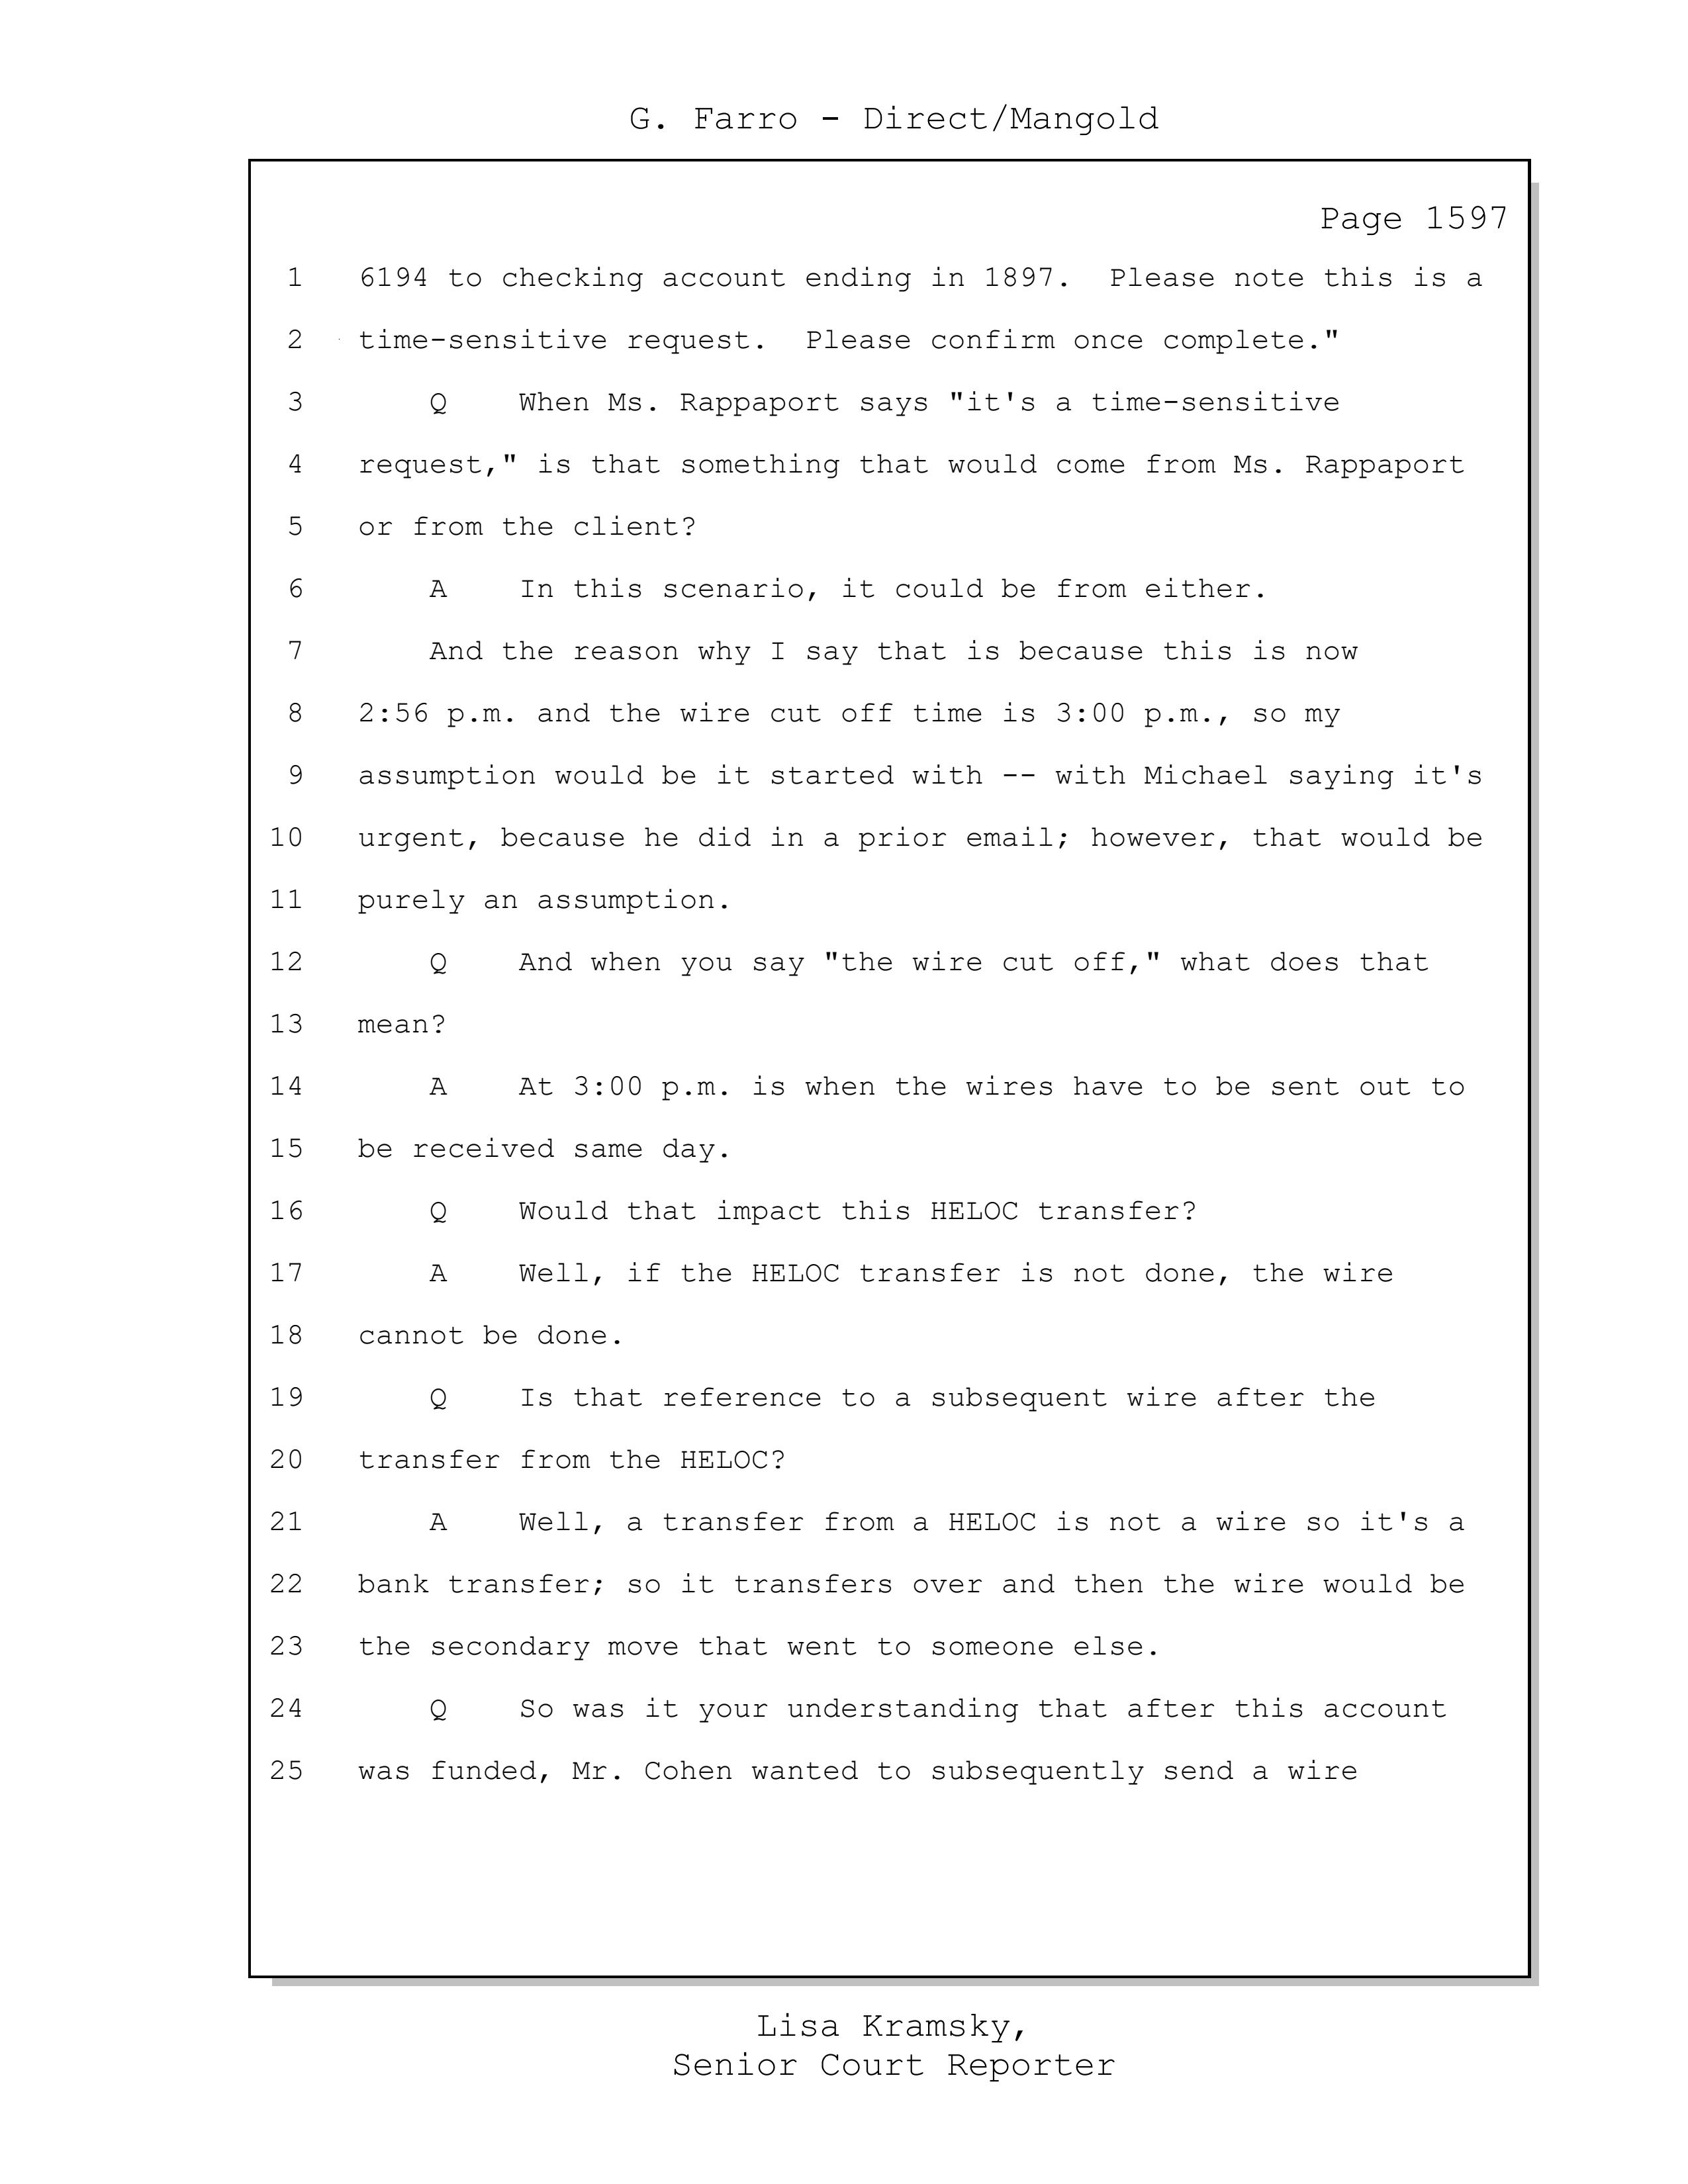 G. Farro - Direct/Mangold
Page 1597
1 6194 to checking account ending in 1897. Please note this is a
2 time-sensitive request. Please confirm once complete."
3 Q When Ms. Rappaport says "it's a time-sensitive
4 request," is that something that would come from Ms. Rappaport
5 or from the client?
6 A In this scenario, it could be from either.
7 And the reason why I say that is because this is now
8 2:56 p.m. and the wire cut off time is 3:00 p.m., so my
9 assumption would be it started with -- with Michael saying it's
10 urgent, because he did in a prior email; however, that would be
11 purely an assumption.
12 Q And when you say "the wire cut off," what does that
13 mean?
14 A At 3:00 p.m. is when the wires have to be sent out to
15 be received same day.
16 Q Would that impact this HELOC transfer?
17 A Well, if the HELOC transfer is not done, the wire
18 cannot be done.
19 Q Is that reference to a subsequent wire after the
20 transfer from the HELOC?
21 A Well, a transfer from a HELOC is not a wire so it's a
22 bank transfer; so it transfers over and then the wire would be
23 the secondary move that went to someone else.
24 Q So was it your understanding that after this account
25 was funded, Mr. Cohen wanted to subsequently send a wire
Lisa Kramsky,
Senior Court Reporter